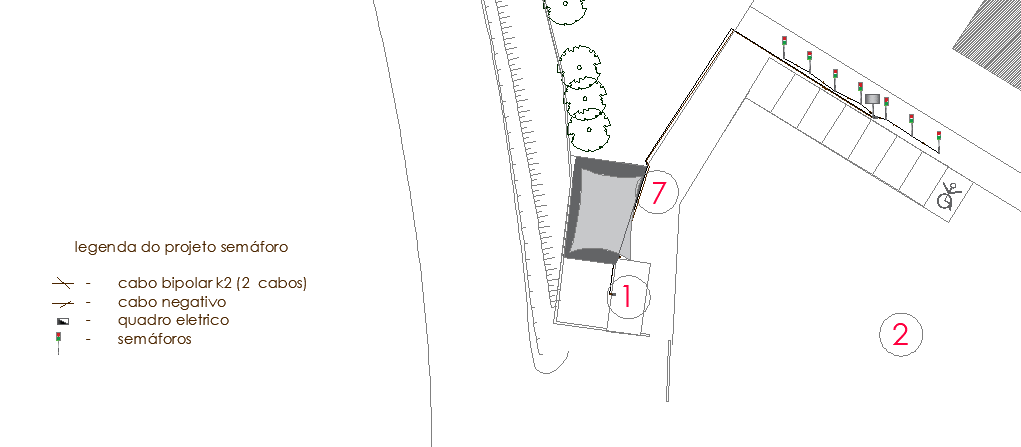 7
legenda do projeto semáforo
- cabo bipolar k2 (2 cabos)
- cabo negativo
- quadro eletrico
- semáforos
1
2